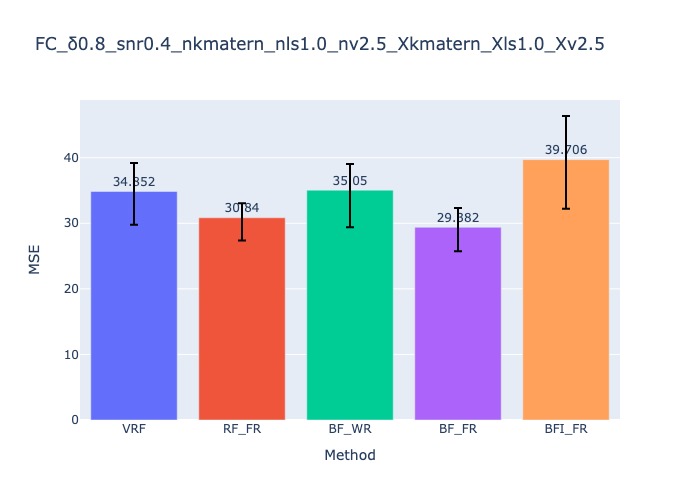 FC_δ0.8_snr0.4_nkmatern_nls1.0_nv2.5_Xkmatern_Xls1.0_Xv2.5
MSE
40
30
20
10
0
34.852
30.84
35.05
29.382
39.706
VRF
RF_FR
BF_WR
BF_FR
BFI_FR
Method